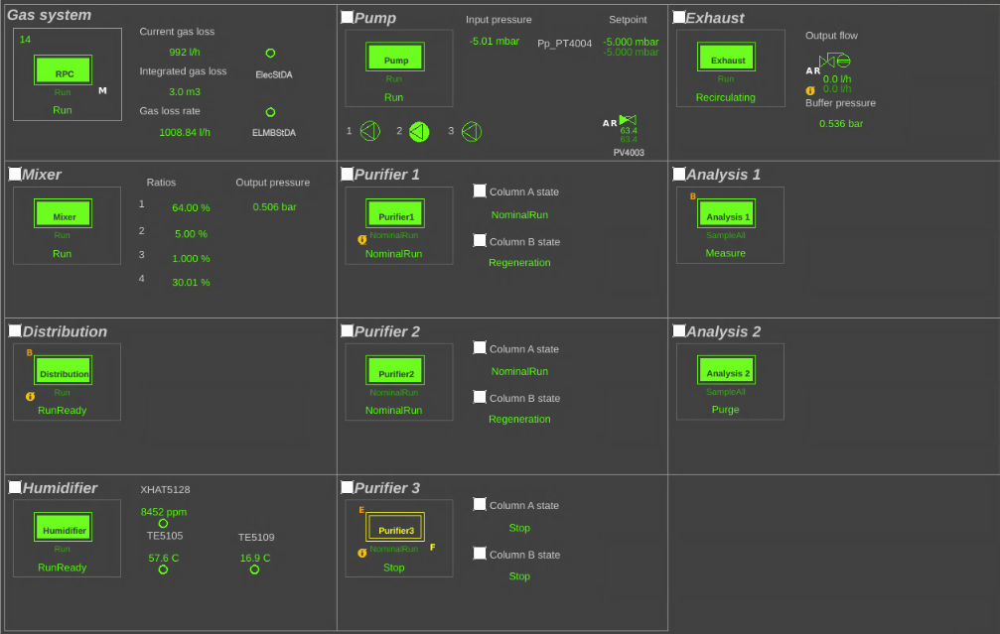 Gas system
14
RPC
Run
M
Run
Current gas loss
992 l/h
Integrated gas loss
3.0 m3
Gas loss rate
1008.84 l/h
ElecStDA
ELMBStDA
Pump
Pump
Run
Run
Input pressure
-5.01 mbar
Pp_PT4004
Setpoint
-5.000 mbar
-5.000 mbar
1
2
3
AR
63.4
63.4
PV4003
Exhaust
Exhaust
Run
Recirculating
Output flow
AR
0.0 l/h
0.0 l/h
Buffer pressure
0.536 bar
Mixer
Mixer
Run
Run
Ratios
1 64.00 %
2 5.00 %
3 1.000 %
4 30.01 %
Output pressure
0.506 bar
Purifier 1
Purifier1
NominalRun
NominalRun
Column A state
NominalRun
Column B state
Regeneration
Analysis 1
B
Analysis 1
SampleAll
Measure
Distribution
B
Distribution
Run
RunReady
Purifier 2
Purifier2
NominalRun
NominalRun
Column A state
NominalRun
Column B state
Regeneration
Analysis 2
Analysis 2
SampleAll
Purge
Humidifier
Humidifier
Run
RunReady
XHAT5128
8452 ppm
TE5105
57.6 C
TE5109
16.9 C
Purifier 3
E
Purifier3
NominalRun
F
Stop
Column A state
Stop
Column B state
Stop